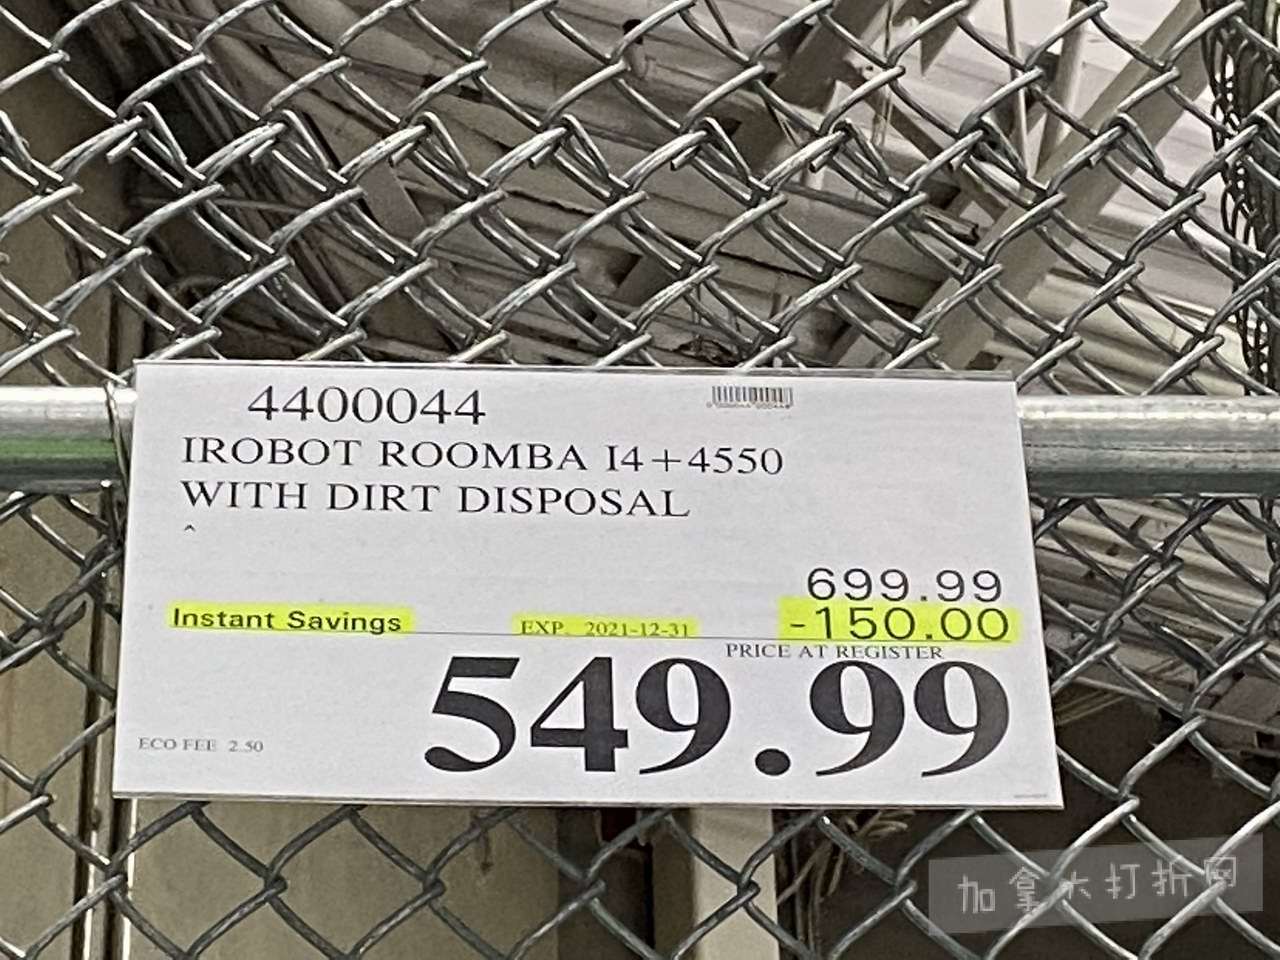 4400044
IROBOT ROOMBA I4+4550
WITH DIRT DISPOSAL
^
699.99
Instant Savings EXP. 2021-12-31 -150.00
PRICE AT REGISTER
549.99
ECO FEE 2.50
加拿大打折网